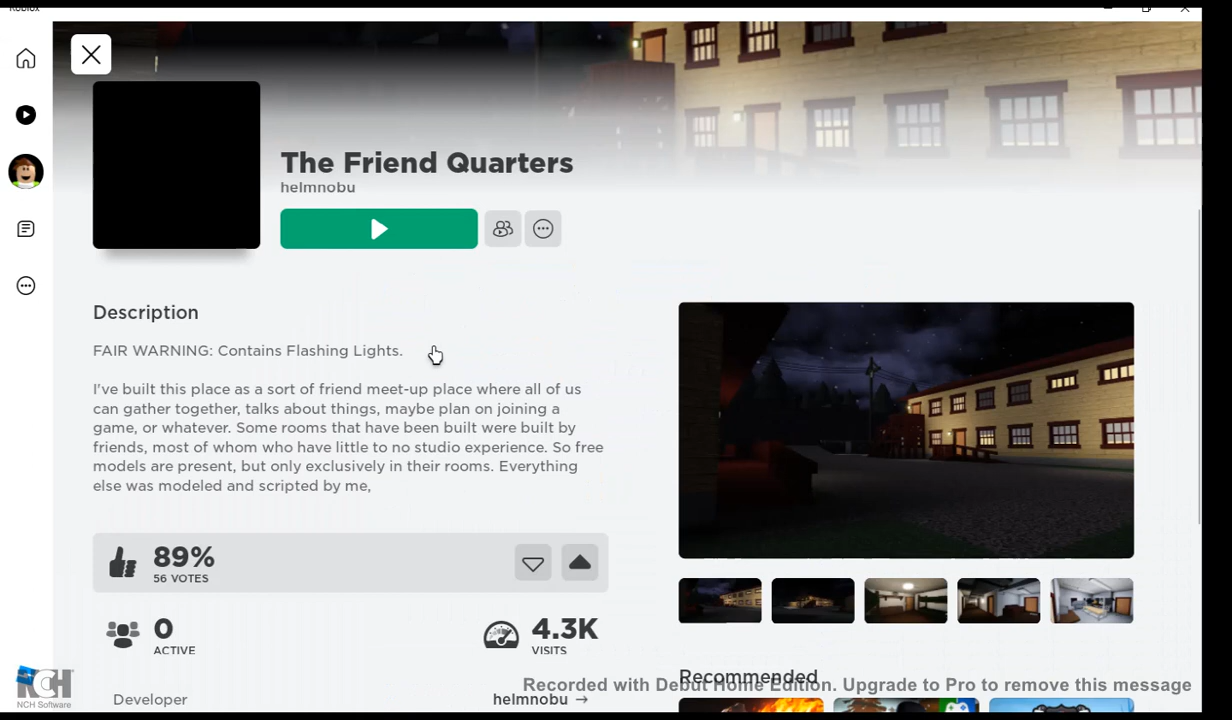 Roblox
The Friend Quarters
helmnobu
Description
FAIR WARNING: Contains Flashing Lights.
I've built this place as a sort of friend meet-up place where all of us
can gather together, talks about things, maybe plan on joining a
game, or whatever. Some rooms that have been built were built by
friends, most of whom who have little to no studio experience. So free
models are present, but only exclusively in their rooms. Everything
else was modeled and scripted by me,
89%
56 VOTES
0
ACTIVE
4.3K
VISITS
Developer
helmnobu →
Recommended
NCH
NCH Software
Recorded with Debut Home Edition. Upgrade to Pro to remove this message